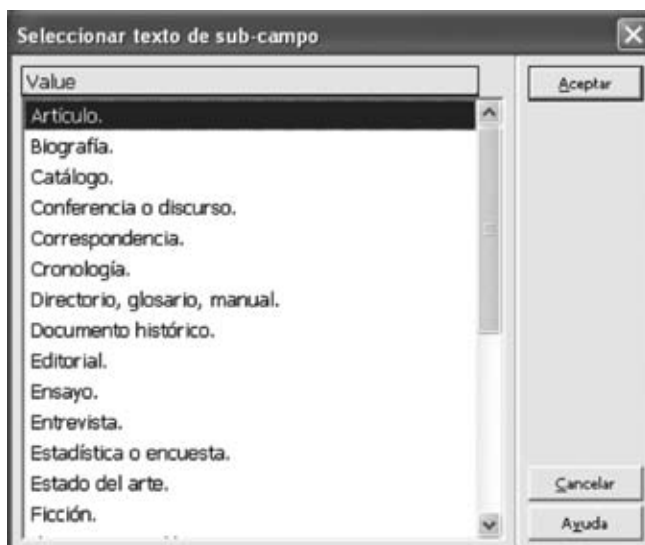 Seleccionar texto de sub-campo
Value
Artículo.
Biografía.
Catálogo.
Conferencia o discurso.
Correspondencia.
Cronología.
Directorio, glosario, manual.
Documento histórico.
Editorial.
Ensayo.
Entrevista.
Estadística o encuesta.
Estado del arte.
Ficción.
Aceptar
Cancelar
Ayuda